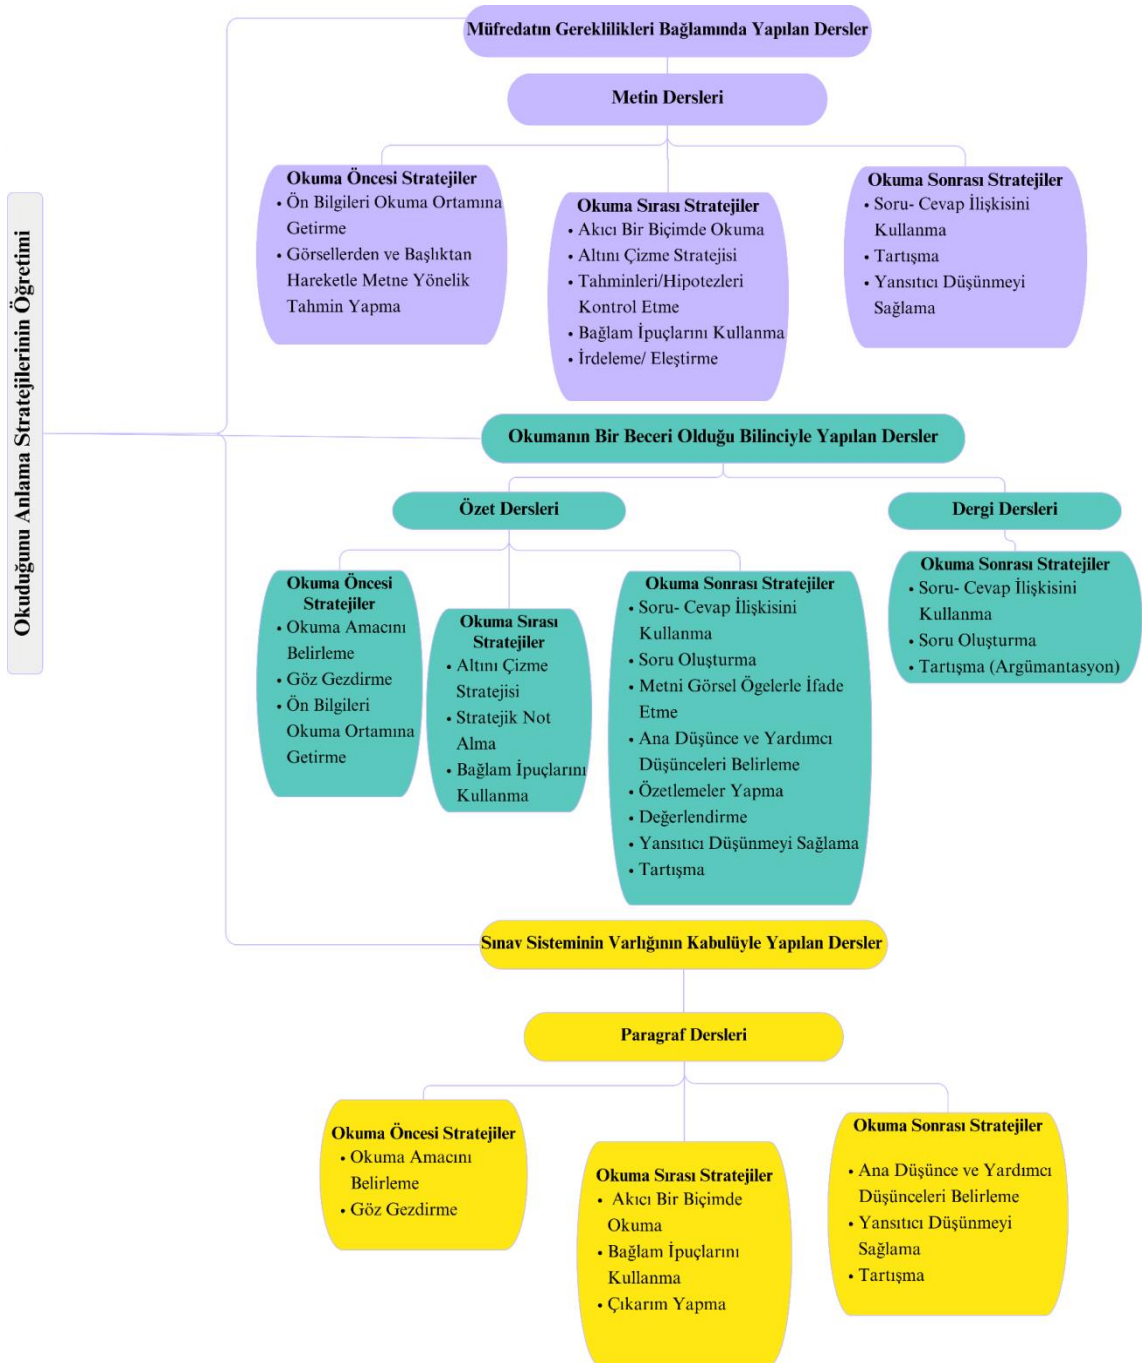 Okuduğunu Anlama Stratejilerinin Öğretimi
Müfredatın Gereklilikleri Bağlamında Yapılan Dersler
Metin Dersleri
Okuma Öncesi Stratejiler
• Ön Bilgileri Okuma Ortamına
Getirme
• Görsellerden ve Başlıktan
Hareketle Metne Yönelik
Tahmin Yapma
Okuma Sırası Stratejiler
• Akıcı Bir Biçimde Okuma
• Altını Çizme Stratejisi
• Tahminleri/Hipotezleri
Kontrol Etme
• Bağlam İpuçlarını Kullanma
• İrdeleme/ Eleştirme
Okuma Sonrası Stratejiler
• Soru- Cevap İlişkisini
Kullanma
• Tartışma
• Yansıtıcı Düşünmeyi
Sağlama
Okumanın Bir Beceri Olduğu Bilinciyle Yapılan Dersler
Özet Dersleri
Okuma Öncesi
Stratejiler
• Okuma Amacını
Belirleme
• Göz Gezdirme
• Ön Bilgileri
Okuma Ortamına
Getirme
Okuma Sırası
Stratejiler
• Altını Çizme
Stratejisi
• Stratejik Not
Alma
• Bağlam İpuçlarını
Kullanma
Okuma Sonrası Stratejiler
• Soru- Cevap İlişkisini
Kullanma
• Soru Oluşturma
• Metni Görsel Ögelerle İfade
Etme
• Ana Düşünce ve Yardımcı
Düşünceleri Belirleme
• Özetlemeler Yapma
• Değerlendirme
• Yansıtıcı Düşünmeyi Sağlama
• Tartışma
Dergi Dersleri
Okuma Sonrası Stratejiler
• Soru- Cevap İlişkisini
Kullanma
• Soru Oluşturma
• Tartışma (Argümantasyon)
Sınav Sisteminin Varlığının Kabulüyle Yapılan Dersler
Paragraf Dersleri
Okuma Öncesi Stratejiler
• Okuma Amacını
Belirleme
• Göz Gezdirme
Okuma Sırası Stratejiler
• Akıcı Bir Biçimde
Okuma
• Bağlam İpuçlarını
Kullanma
• Çıkarım Yapma
Okuma Sonrası Stratejiler
• Ana Düşünce ve Yardımcı
Düşünceleri Belirleme
• Yansıtıcı Düşünmeyi
Sağlama
• Tartışma